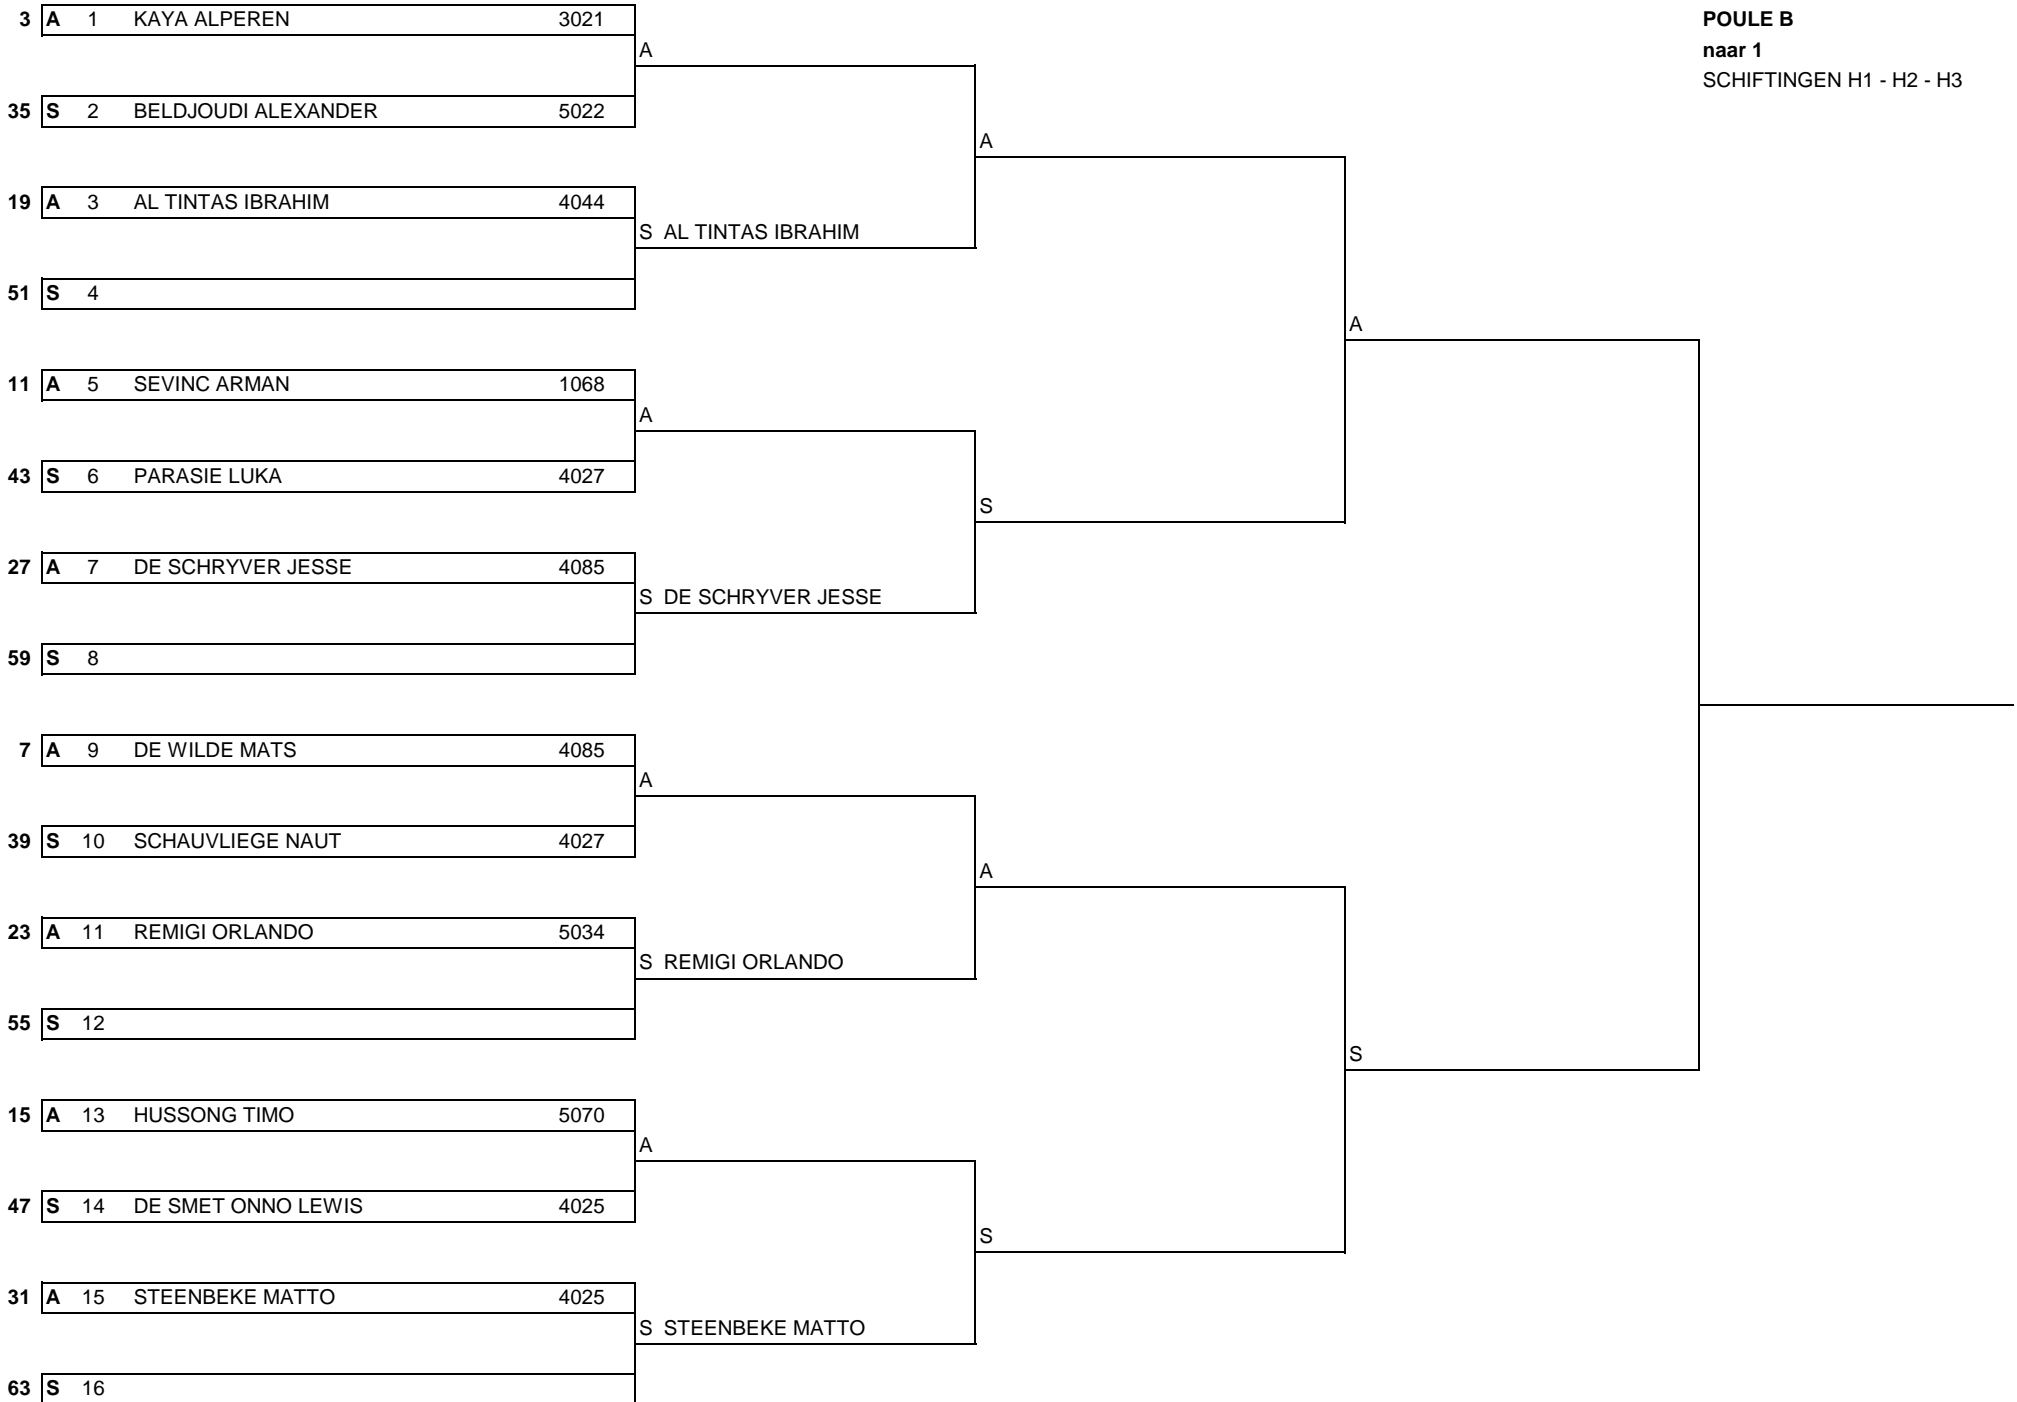 3 A 1 KAYA ALPEREN 3021
POULE B
A
naar 1
SCHIFTINGEN H1 - H2 - H3
35 S 2 BELDJOUDI ALEXANDER 5022
A
19 A 3 AL TINTAS IBRAHIM 4044
S AL TINTAS IBRAHIM
51 S 4
A
11 A 5 SEVINC ARMAN 1068
A
43 S 6 PARASIE LUKA 4027
S
27 A 7 DE SCHRYVER JESSE 4085
S DE SCHRYVER JESSE
59 S 8
7 A 9 DE WILDE MATS 4085
A
39 S 10 SCHAUVLIEGE NAUT 4027
A
23 A 11 REMIGI ORLANDO 5034
S REMIGI ORLANDO
55 S 12
S
15 A 13 HUSSONG TIMO 5070
A
47 S 14 DE SMET ONNO LEWIS 4025
S
31 A 15 STEENBEKE MATTO 4025
S STEENBEKE MATTO
63 S 16